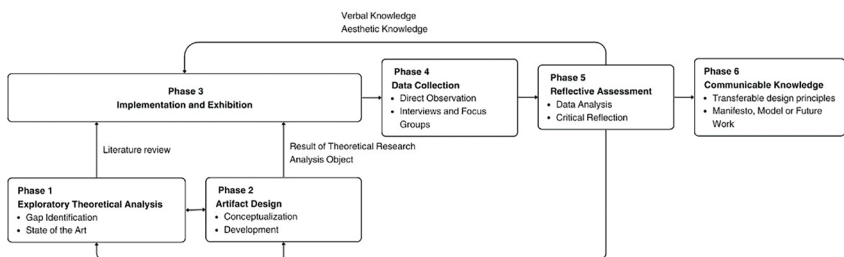 Verbal Knowledge
Aesthetic Knowledge
Phase 3
Implementation and Exhibition
Phase 4
Data Collection
• Direct Observation
• Interviews and Focus
Groups
Phase 5
Reflective Assessment
• Data Analysis
• Critical Reflection
Phase 6
Communicable Knowledge
• Transferable design principles
• Manifesto, Model or Future
Work
Literature review
Result of Theoretical Research
Analysis Object
Phase 1
Exploratory Theoretical Analysis
• Gap Identification
• State of the Art
Phase 2
Artifact Design
• Conceptualization
• Development